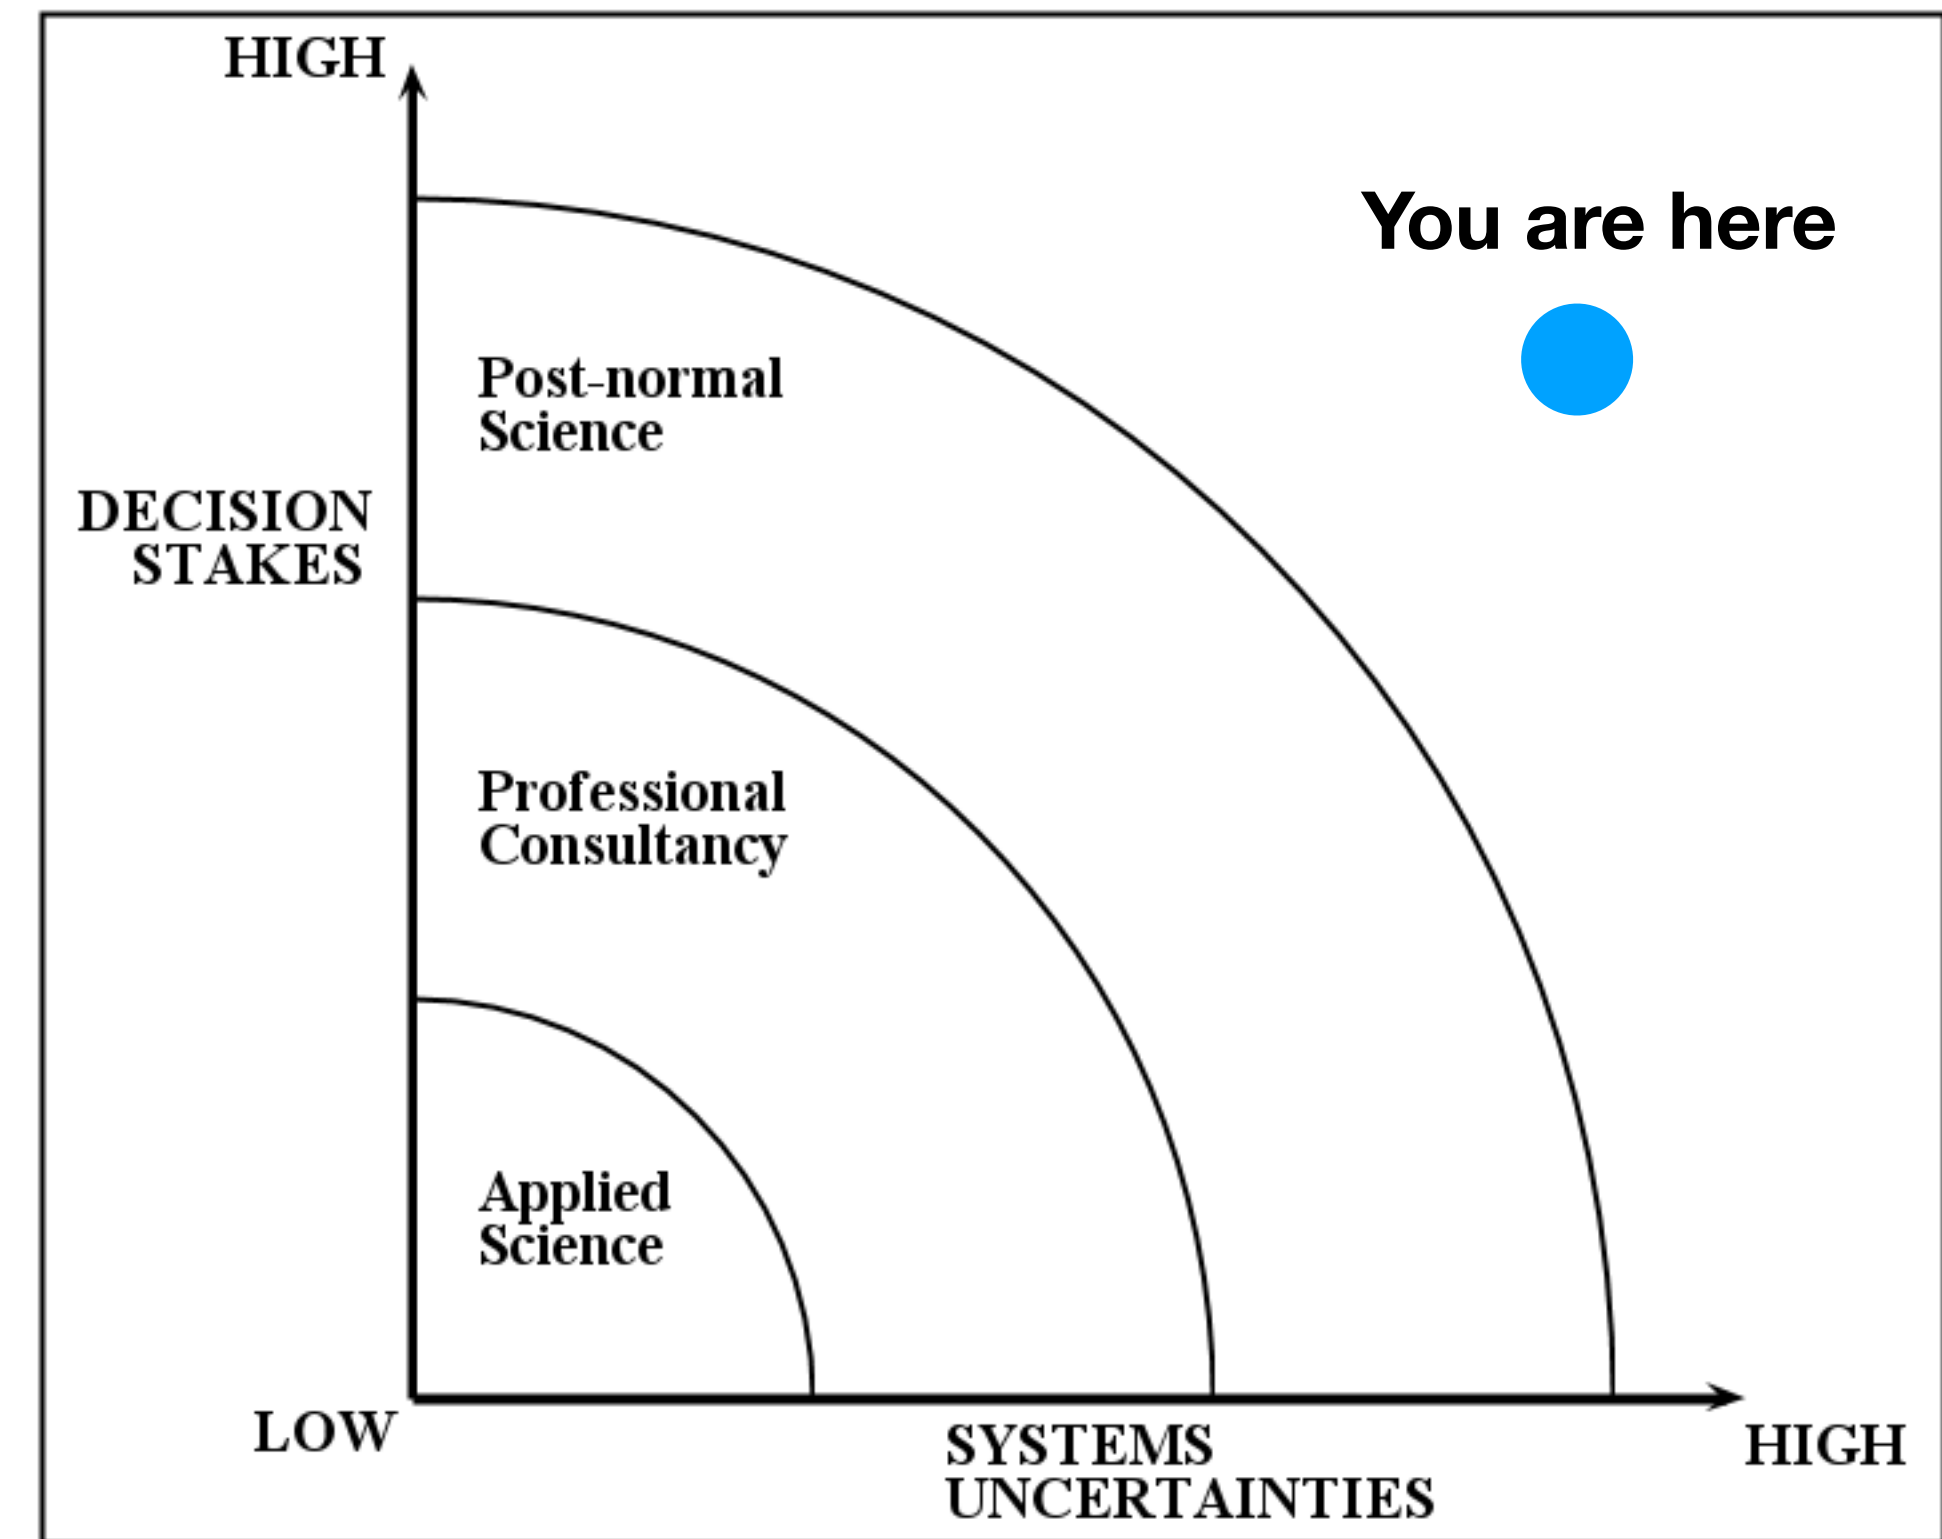 HIGH
You are here
Post-normal
Science
DECISION
STAKES
Professional
Consultancy
Applied
Science
LOW
SYSTEMS
UNCERTAINTIES
HIGH